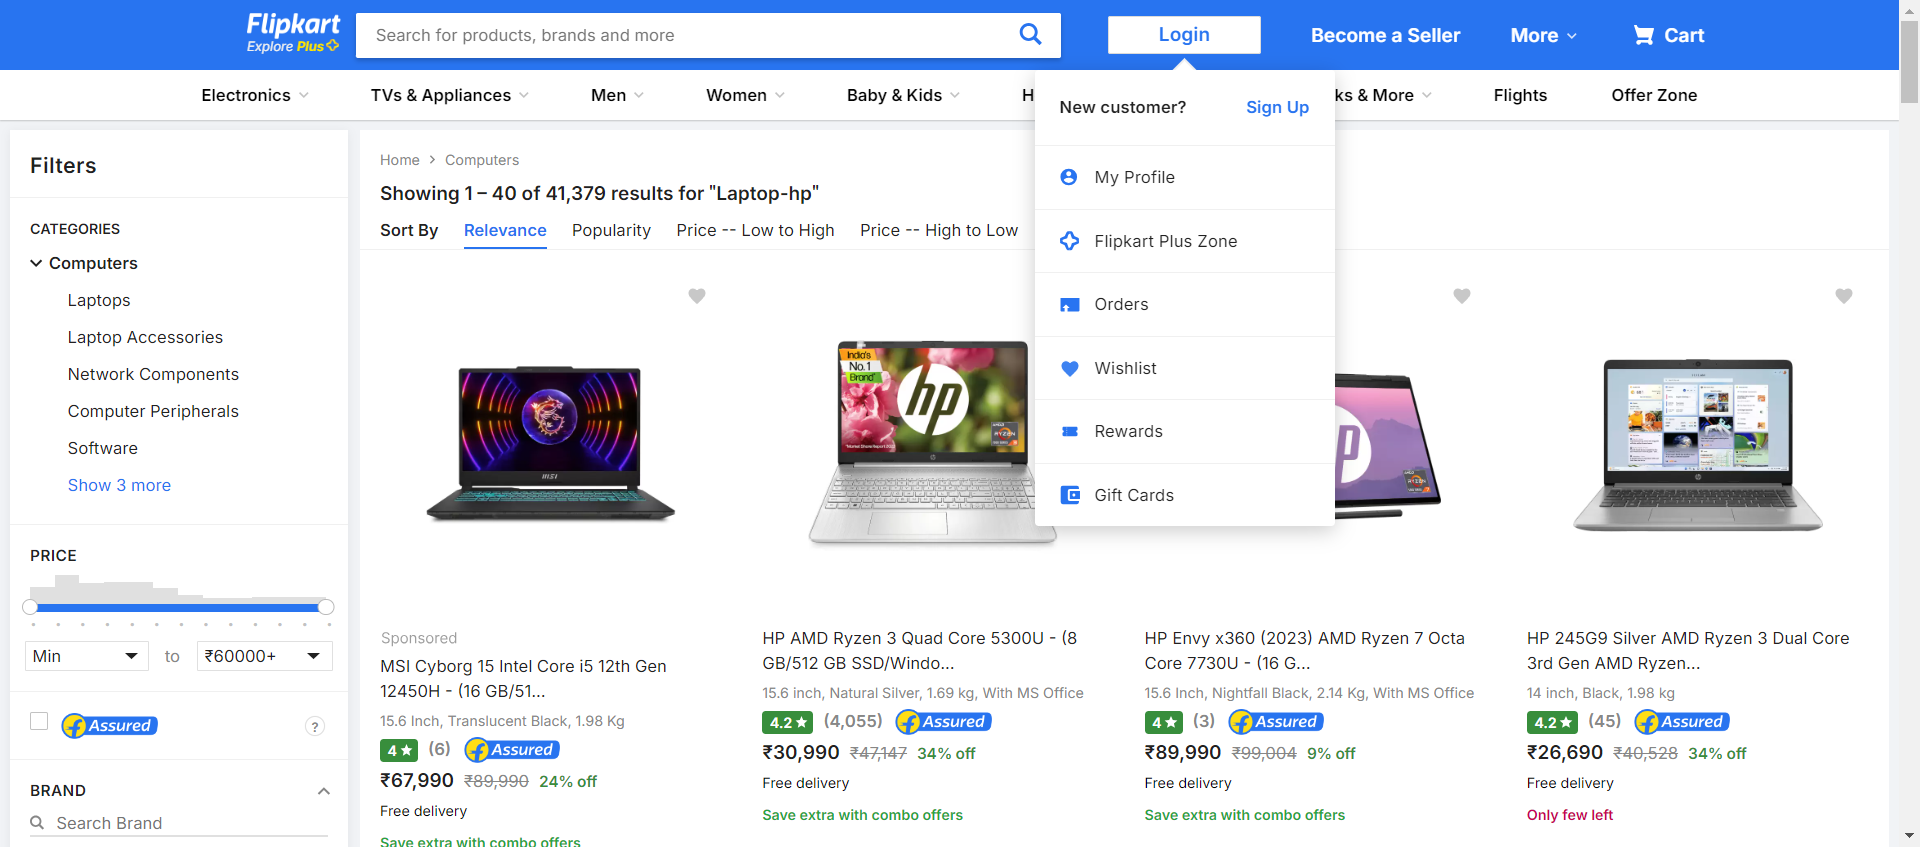 Flipkart
Explore Plus
Search for products, brands and more
Login
Become a Seller
More
Cart
Electronics
TVs & Appliances
Men
Women
Baby & Kids
H
ks & More
Flights
Offer Zone
New customer?
Sign Up
My Profile
Flipkart Plus Zone
Orders
Wishlist
Rewards
Gift Cards
Filters
CATEGORIES
Computers
Laptops
Laptop Accessories
Network Components
Computer Peripherals
Software
Show 3 more
PRICE
Min
to
₹60000+
Assured
?
BRAND
Search Brand
Home
Computers
Showing 1 – 40 of 41,379 results for "Laptop-hp"
Sort By
Relevance
Popularity
Price -- Low to High
Price -- High to Low
msi
Sponsored
MSI Cyborg 15 Intel Core i5 12th Gen
12450H - (16 GB/51...
15.6 Inch, Translucent Black, 1.98 Kg
4
(6)
Assured
₹67,990 ₹89,990 24% off
Free delivery
Save extra with combo offers
India's
No.1
Brand*
hp
RYZEN
HP AMD Ryzen 3 Quad Core 5300U - (8
GB/512 GB SSD/Windo...
15.6 inch, Natural Silver, 1.69 kg, With MS Office
4.2
(4,055)
Assured
₹30,990 ₹47,147 34% off
Free delivery
Save extra with combo offers
RYZEN
HP Envy x360 (2023) AMD Ryzen 7 Octa
Core 7730U - (16 G...
15.6 Inch, Nightfall Black, 2.14 Kg, With MS Office
4
(3)
Assured
₹89,990 ₹99,004 9% off
Free delivery
Save extra with combo offers
HP 245G9 Silver AMD Ryzen 3 Dual Core
3rd Gen AMD Ryzen...
14 inch, Black, 1.98 kg
4.2
(45)
Assured
₹26,690 ₹40,528 34% off
Free delivery
Only few left